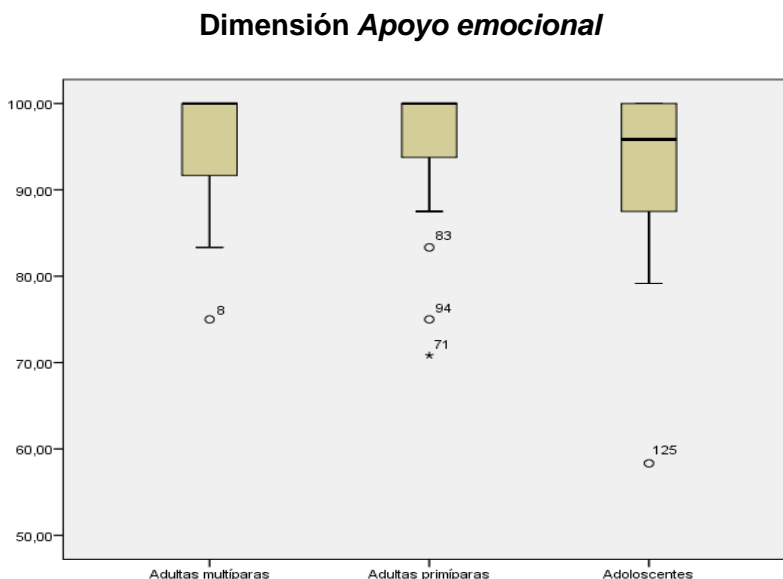 Dimensión Apoyo emocional
100,00
90,00
80,00
70,00
60,00
50,00
8
83
94
71
125
Adultas multíparas
Adultas primíparas
Adoloscentes